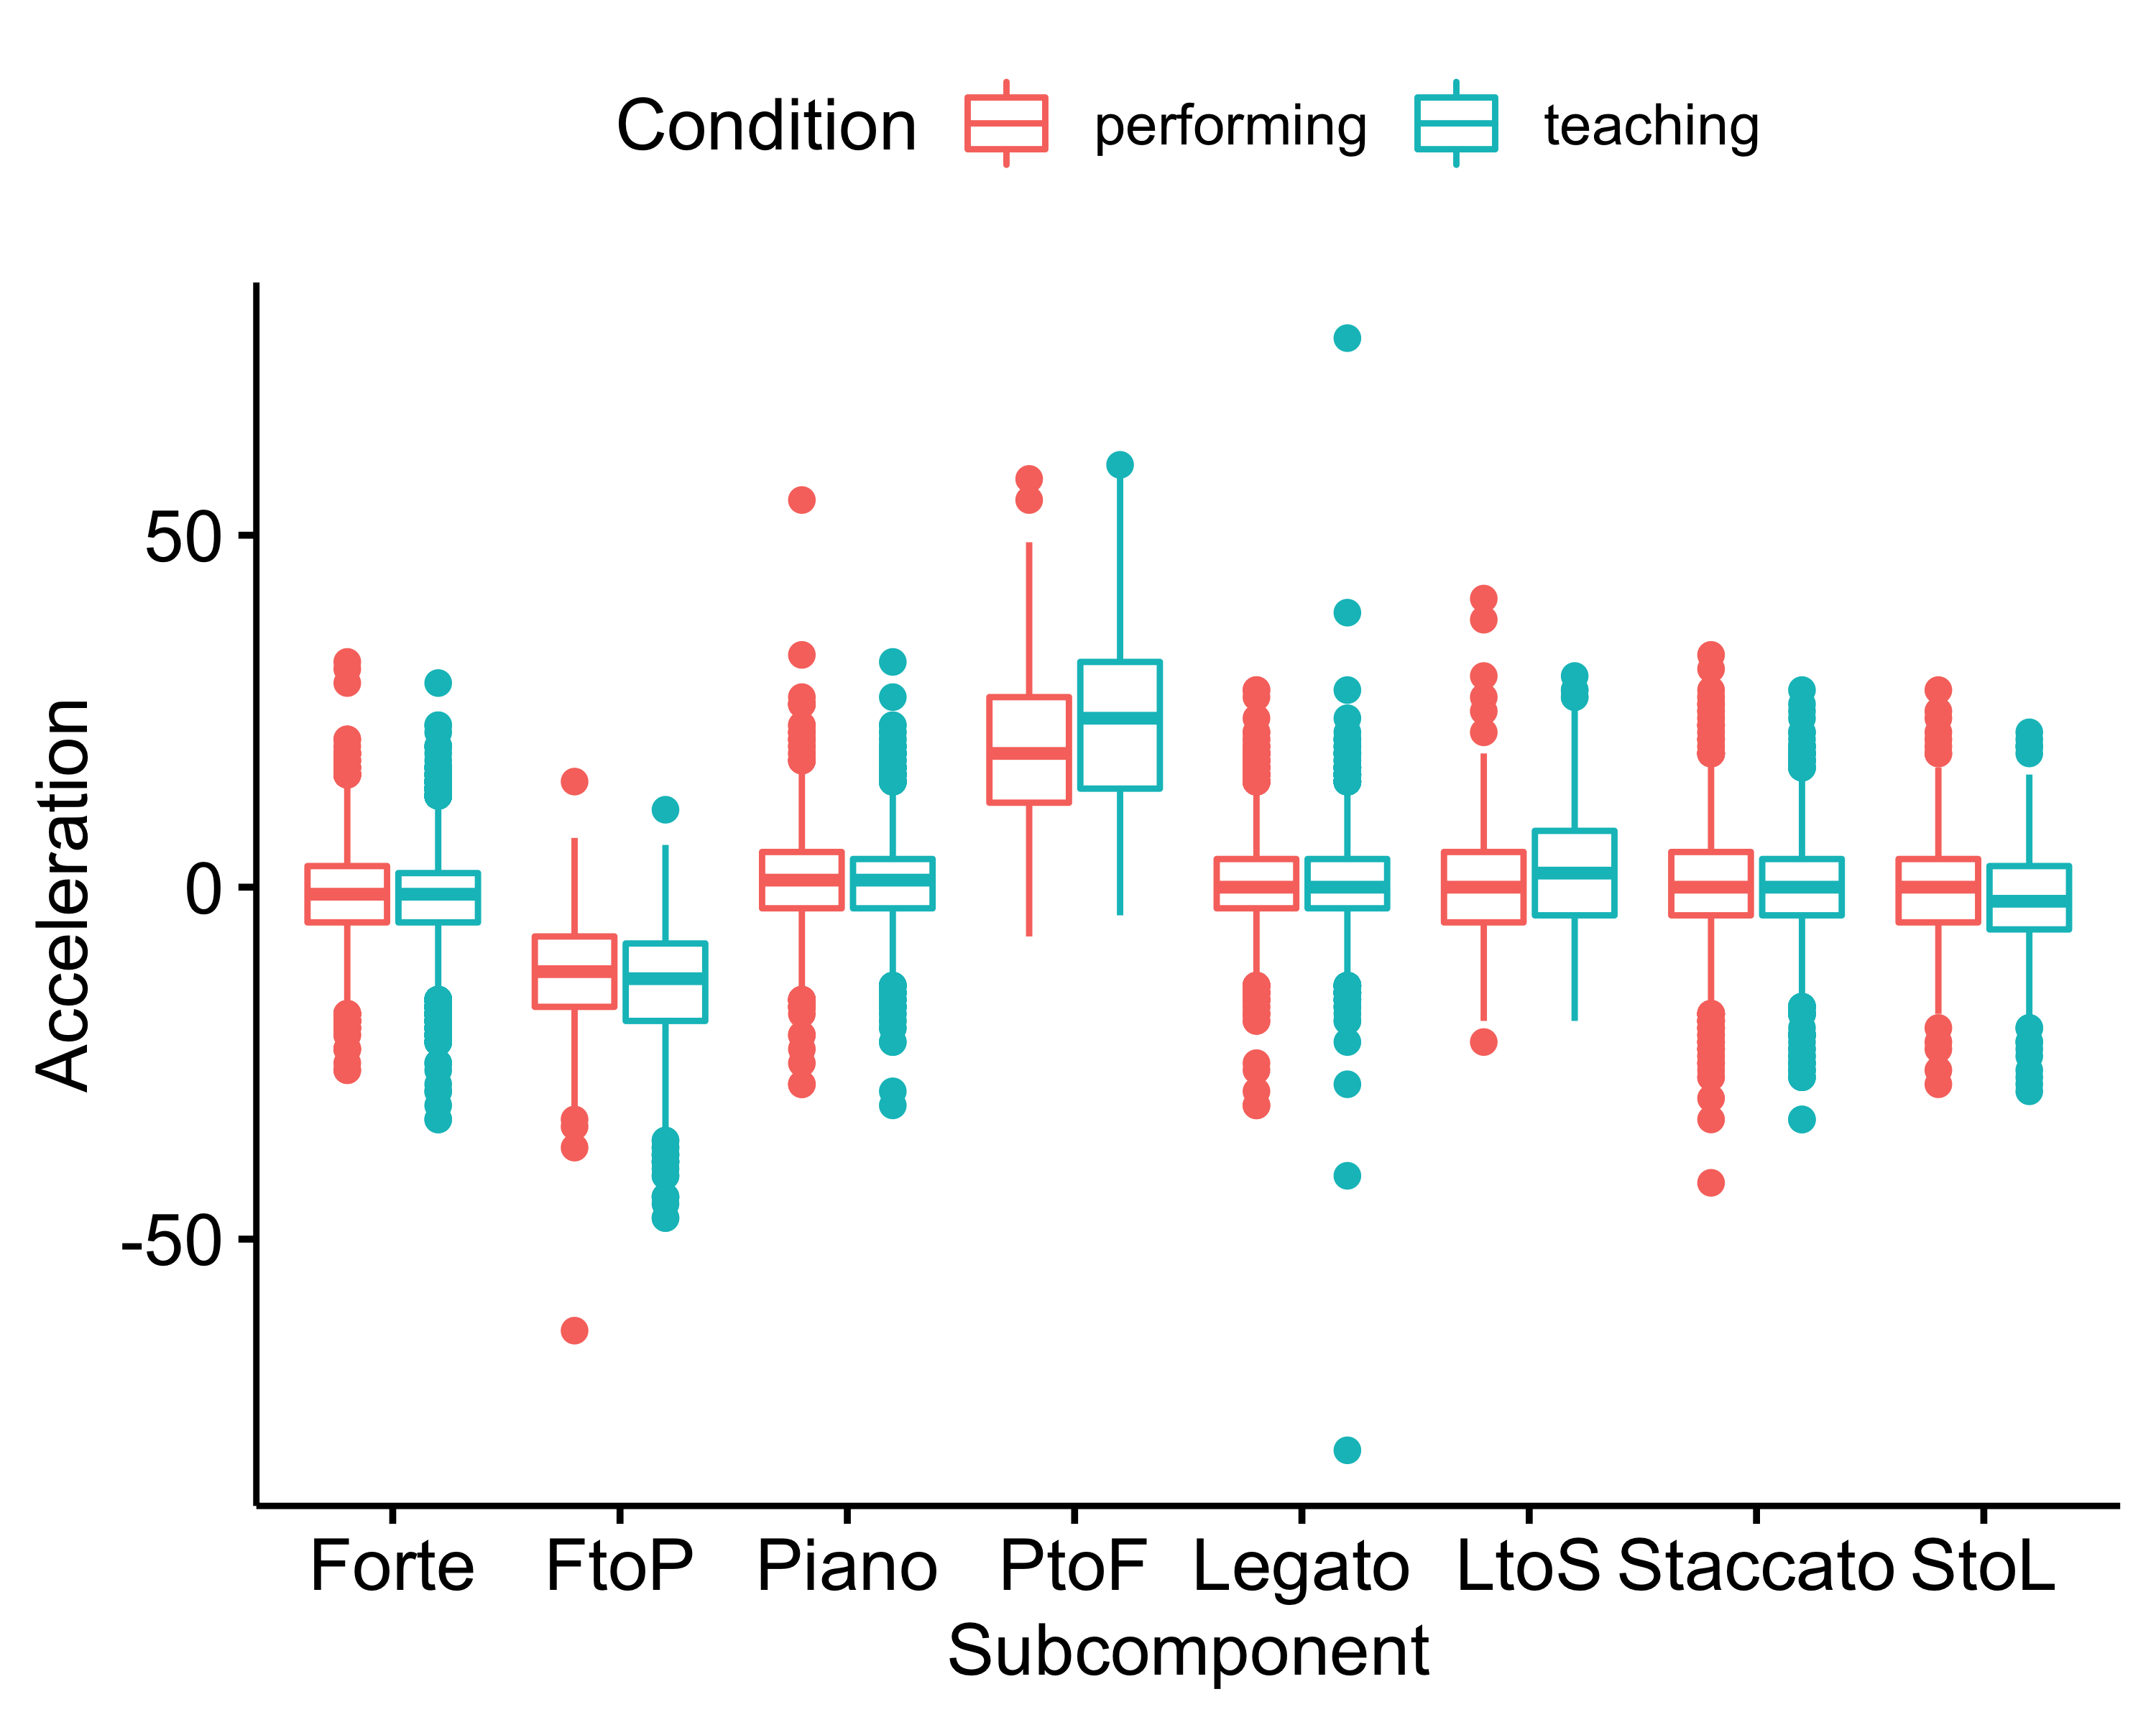 Condition performing teaching
Acceleration
50
0
-50
Forte FtoP Piano PtoF Legato LtoS Staccato StoL
Subcomponent